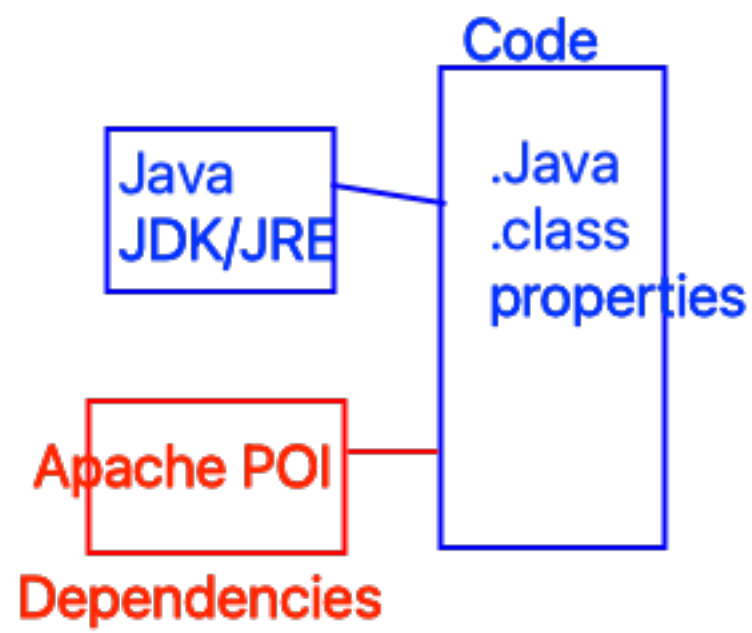 Code
Java
JDK/JRE
.Java
.class
properties
Apache POI
Dependencies